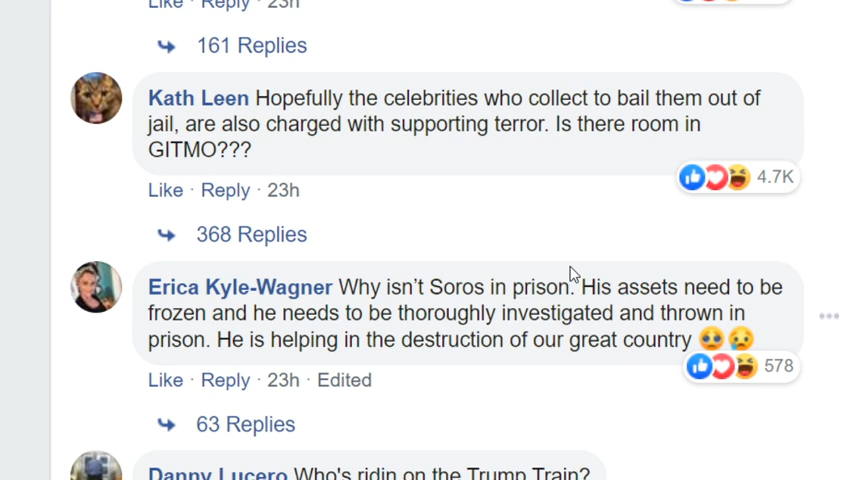 Like · Reply · 23h
161 Replies
Kath Leen Hopefully the celebrities who collect to bail them out of
jail, are also charged with supporting terror. Is there room in
GITMO???
4.7K
Like · Reply · 23h
368 Replies
Erica Kyle-Wagner Why isn't Soros in prison. His assets need to be
frozen and he needs to be thoroughly investigated and thrown in
prison. He is helping in the destruction of our great country 🥺😢
578
Like · Reply · 23h · Edited
63 Replies
Danny Lucero Who's ridin on the Trump Train?